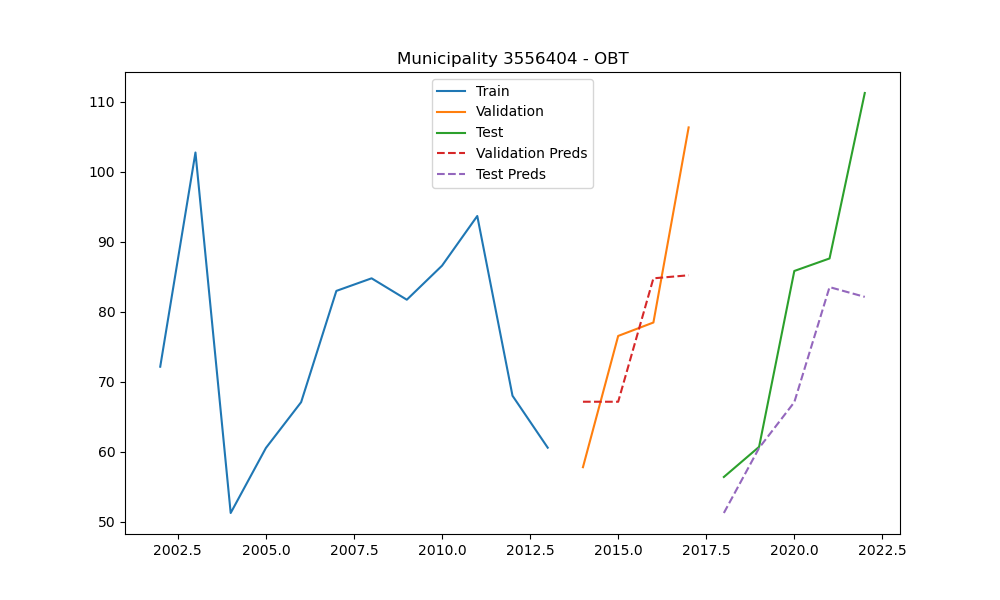 Municipality 3556404 - OBT
Train
Validation
Test
Validation Preds
Test Preds
110
100
90
80
70
60
50
2002.5 2005.0 2007.5 2010.0 2012.5 2015.0 2017.5 2020.0 2022.5